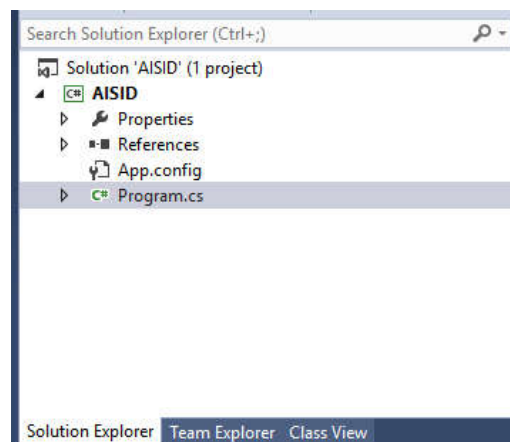 Search Solution Explorer (Ctrl+;)
Solution 'AISID' (1 project)
C# AISID
Properties
References
App.config
C# Program.cs
Solution Explorer Team Explorer Class View